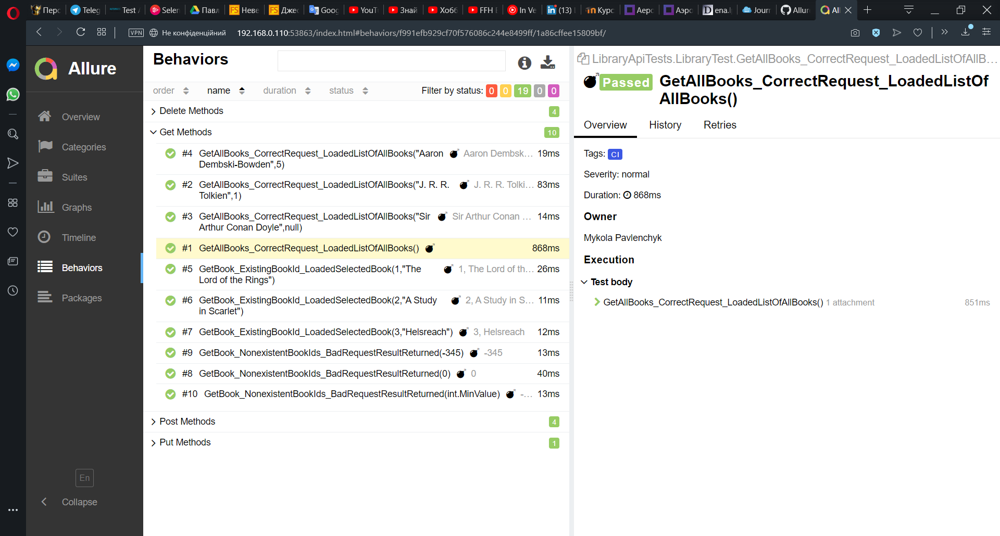 Перс
Teleg
Test
Selen
Павл
Неве
Джес
Goog
YouT
Знай
Хобб
FFH
In Ve
(13)
Курс
Аерс
Аэро
ena.l
Journ
Allur
All
VPN Не конфіденційний 192.168.0.110:53863/index.html#behaviors/f991efb929cf70f576086c244e8499ff/1a86cffee15809bf/
Allure
Overview
Categories
Suites
Graphs
Timeline
Behaviors
Packages
En
Collapse
Behaviors
order name duration status Filter by status: 0 0 19 0 0
Delete Methods 4
Get Methods 10
#4 GetAllBooks_CorrectRequest_LoadedListOfAllBooks("Aaron Dembsk... 19ms
Dembski-Bowden",5)
#2 GetAllBooks_CorrectRequest_LoadedListOfAllBooks("J. R. R. J. R. R. Tolki... 83ms
Tolkien",1)
#3 GetAllBooks_CorrectRequest_LoadedListOfAllBooks("Sir Sir Arthur Conan ... 14ms
Arthur Conan Doyle",null)
#1 GetAllBooks_CorrectRequest_LoadedListOfAllBooks() 868ms
#5 GetBook_ExistingBookId_LoadedSelectedBook(1,"The 1, The Lord of th... 26ms
Lord of the Rings")
#6 GetBook_ExistingBookId_LoadedSelectedBook(2,"A Study 2, A Study in S... 11ms
in Scarlet")
#7 GetBook_ExistingBookId_LoadedSelectedBook(3,"Helsreach") 3, Helsreach 12ms
#9 GetBook_NonexistentBookIds_BadRequestResultReturned(-345) -345 13ms
#8 GetBook_NonexistentBookIds_BadRequestResultReturned(0) 0 40ms
#10 GetBook_NonexistentBookIds_BadRequestResultReturned(int.MinValue) -... 13ms
Post Methods 4
Put Methods 1
LibraryApiTests.LibraryTest.GetAllBooks_CorrectRequest_LoadedListOfAllB...
Passed GetAllBooks_CorrectRequest_LoadedListOf
AllBooks()
Overview History Retries
Tags: CI
Severity: normal
Duration: 868ms
Owner
Mykola Pavlenchyk
Execution
Test body
GetAllBooks_CorrectRequest_LoadedListOfAllBooks() 1 attachment 851ms